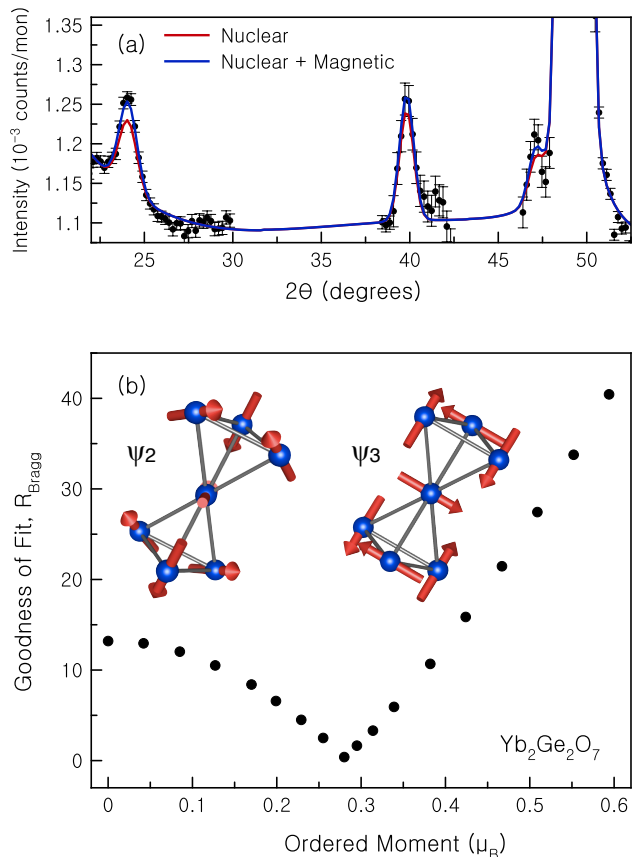 (a)
Nuclear
Nuclear + Magnetic
Intensity (10⁻³ counts/mon)
1.35
1.3
1.25
1.2
1.15
1.1
25
30
35
40
45
50
2Θ (degrees)
(b)
ψ2
ψ3
Goodness of Fit, R_Bragg
40
30
20
10
0
Yb₂Ge₂O₇
0
0.1
0.2
0.3
0.4
0.5
0.6
Ordered Moment (μ_B)